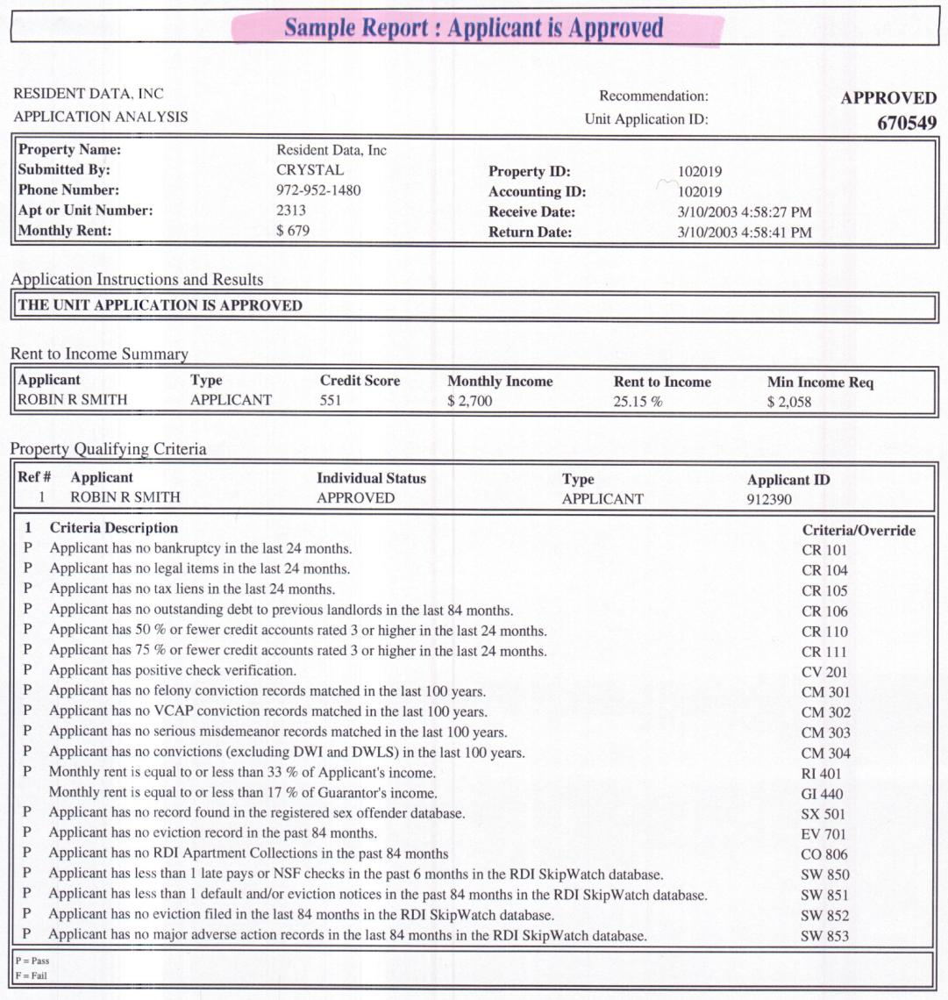 Sample Report : Applicant is Approved
RESIDENT DATA, INC
APPLICATION ANALYSIS
Recommendation: APPROVED
Unit Application ID: 670549
Property Name: Resident Data, Inc
Submitted By: CRYSTAL Property ID: 102019
Phone Number: 972-952-1480 Accounting ID: 102019
Apt or Unit Number: 2313 Receive Date: 3/10/2003 4:58:27 PM
Monthly Rent: $ 679 Return Date: 3/10/2003 4:58:41 PM
Application Instructions and Results
THE UNIT APPLICATION IS APPROVED
Rent to Income Summary
Applicant Type Credit Score Monthly Income Rent to Income Min Income Req
ROBIN R SMITH APPLICANT 551 $ 2,700 25.15 % $ 2,058
Property Qualifying Criteria
Ref # Applicant Individual Status Type Applicant ID
1 ROBIN R SMITH APPROVED APPLICANT 912390
1 Criteria Description Criteria/Override
P Applicant has no bankruptcy in the last 24 months. CR 101
P Applicant has no legal items in the last 24 months. CR 104
P Applicant has no tax liens in the last 24 months. CR 105
P Applicant has no outstanding debt to previous landlords in the last 84 months. CR 106
P Applicant has 50 % or fewer credit accounts rated 3 or higher in the last 24 months. CR 110
P Applicant has 75 % or fewer credit accounts rated 3 or higher in the last 24 months. CR 111
P Applicant has positive check verification. CV 201
P Applicant has no felony conviction records matched in the last 100 years. CM 301
P Applicant has no VCAP conviction records matched in the last 100 years. CM 302
P Applicant has no serious misdemeanor records matched in the last 100 years. CM 303
P Applicant has no convictions (excluding DWI and DWLS) in the last 100 years. CM 304
P Monthly rent is equal to or less than 33 % of Applicant's income. RI 401
Monthly rent is equal to or less than 17 % of Guarantor's income. GI 440
P Applicant has no record found in the registered sex offender database. SX 501
P Applicant has no eviction record in the past 84 months. EV 701
P Applicant has no RDI Apartment Collections in the past 84 months CO 806
P Applicant has less than 1 late pays or NSF checks in the past 6 months in the RDI SkipWatch database. SW 850
P Applicant has less than 1 default and/or eviction notices in the past 84 months in the RDI SkipWatch database. SW 851
P Applicant has no eviction filed in the last 84 months in the RDI SkipWatch database. SW 852
P Applicant has no major adverse action records in the last 84 months in the RDI SkipWatch database. SW 853
P = Pass
F = Fail